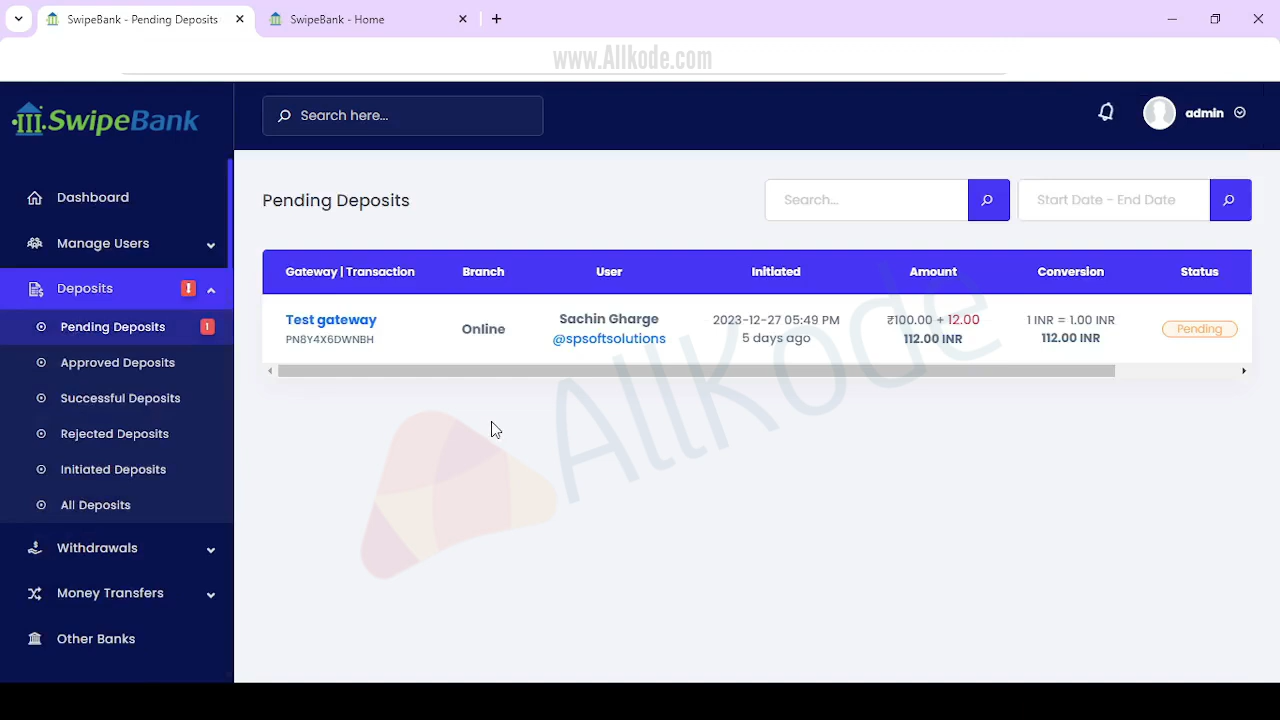 SwipeBank - Pending Deposits
SwipeBank - Home
www.Allkode.com
SwipeBank
Search here...
admin
Dashboard
Manage Users
Deposits
Pending Deposits 1
Approved Deposits
Successful Deposits
Rejected Deposits
Initiated Deposits
All Deposits
Withdrawals
Money Transfers
Other Banks
Pending Deposits
Search...
Start Date - End Date
Gateway | Transaction Branch User Initiated Amount Conversion Status
Test gateway
PN8Y4X6DWNBH
Online
Sachin Gharge
@spsoftsolutions
2023-12-27 05:49 PM
5 days ago
₹100.00 + 12.00
112.00 INR
1 INR = 1.00 INR
112.00 INR
Pending
AllKode